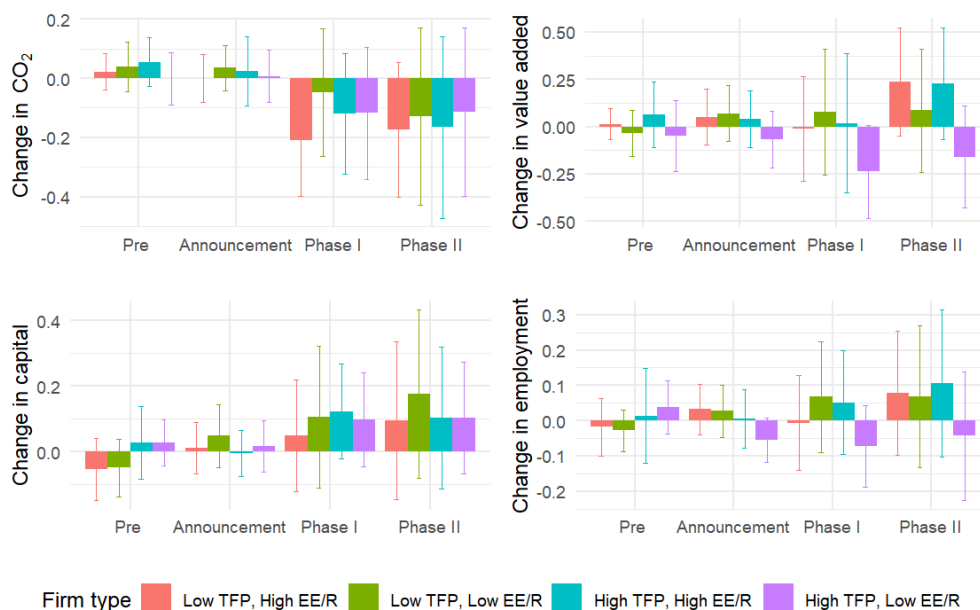 Change in CO₂
0.2
0.0
-0.2
-0.4
Pre Announcement Phase I Phase II
Change in value added
0.50
0.25
0.00
-0.25
-0.50
Pre Announcement Phase I Phase II
Change in capital
0.4
0.2
0.0
Pre Announcement Phase I Phase II
Change in employment
0.3
0.2
0.1
0.0
-0.1
-0.2
Pre Announcement Phase I Phase II
Firm type Low TFP, High EE/R Low TFP, Low EE/R High TFP, High EE/R High TFP, Low EE/R